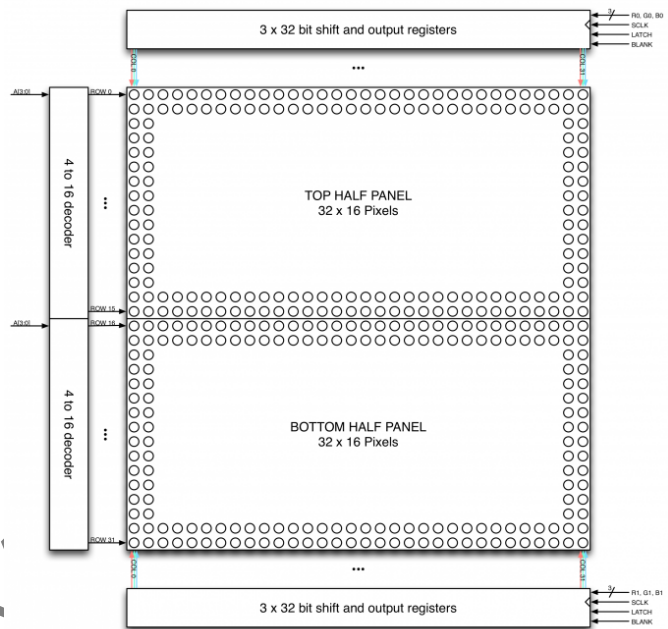 3 x 32 bit shift and output registers
3
R0, G0, B0
SCLK
LATCH
BLANK
COL 0
...
COL 31
A[3:0]
ROW 0
4 to 16 decoder
...
TOP HALF PANEL
32 x 16 Pixels
ROW 15
A[3:0]
ROW 16
4 to 16 decoder
...
BOTTOM HALF PANEL
32 x 16 Pixels
ROW 31
COL 0
...
COL 31
3 x 32 bit shift and output registers
3
R1, G1, B1
SCLK
LATCH
BLANK